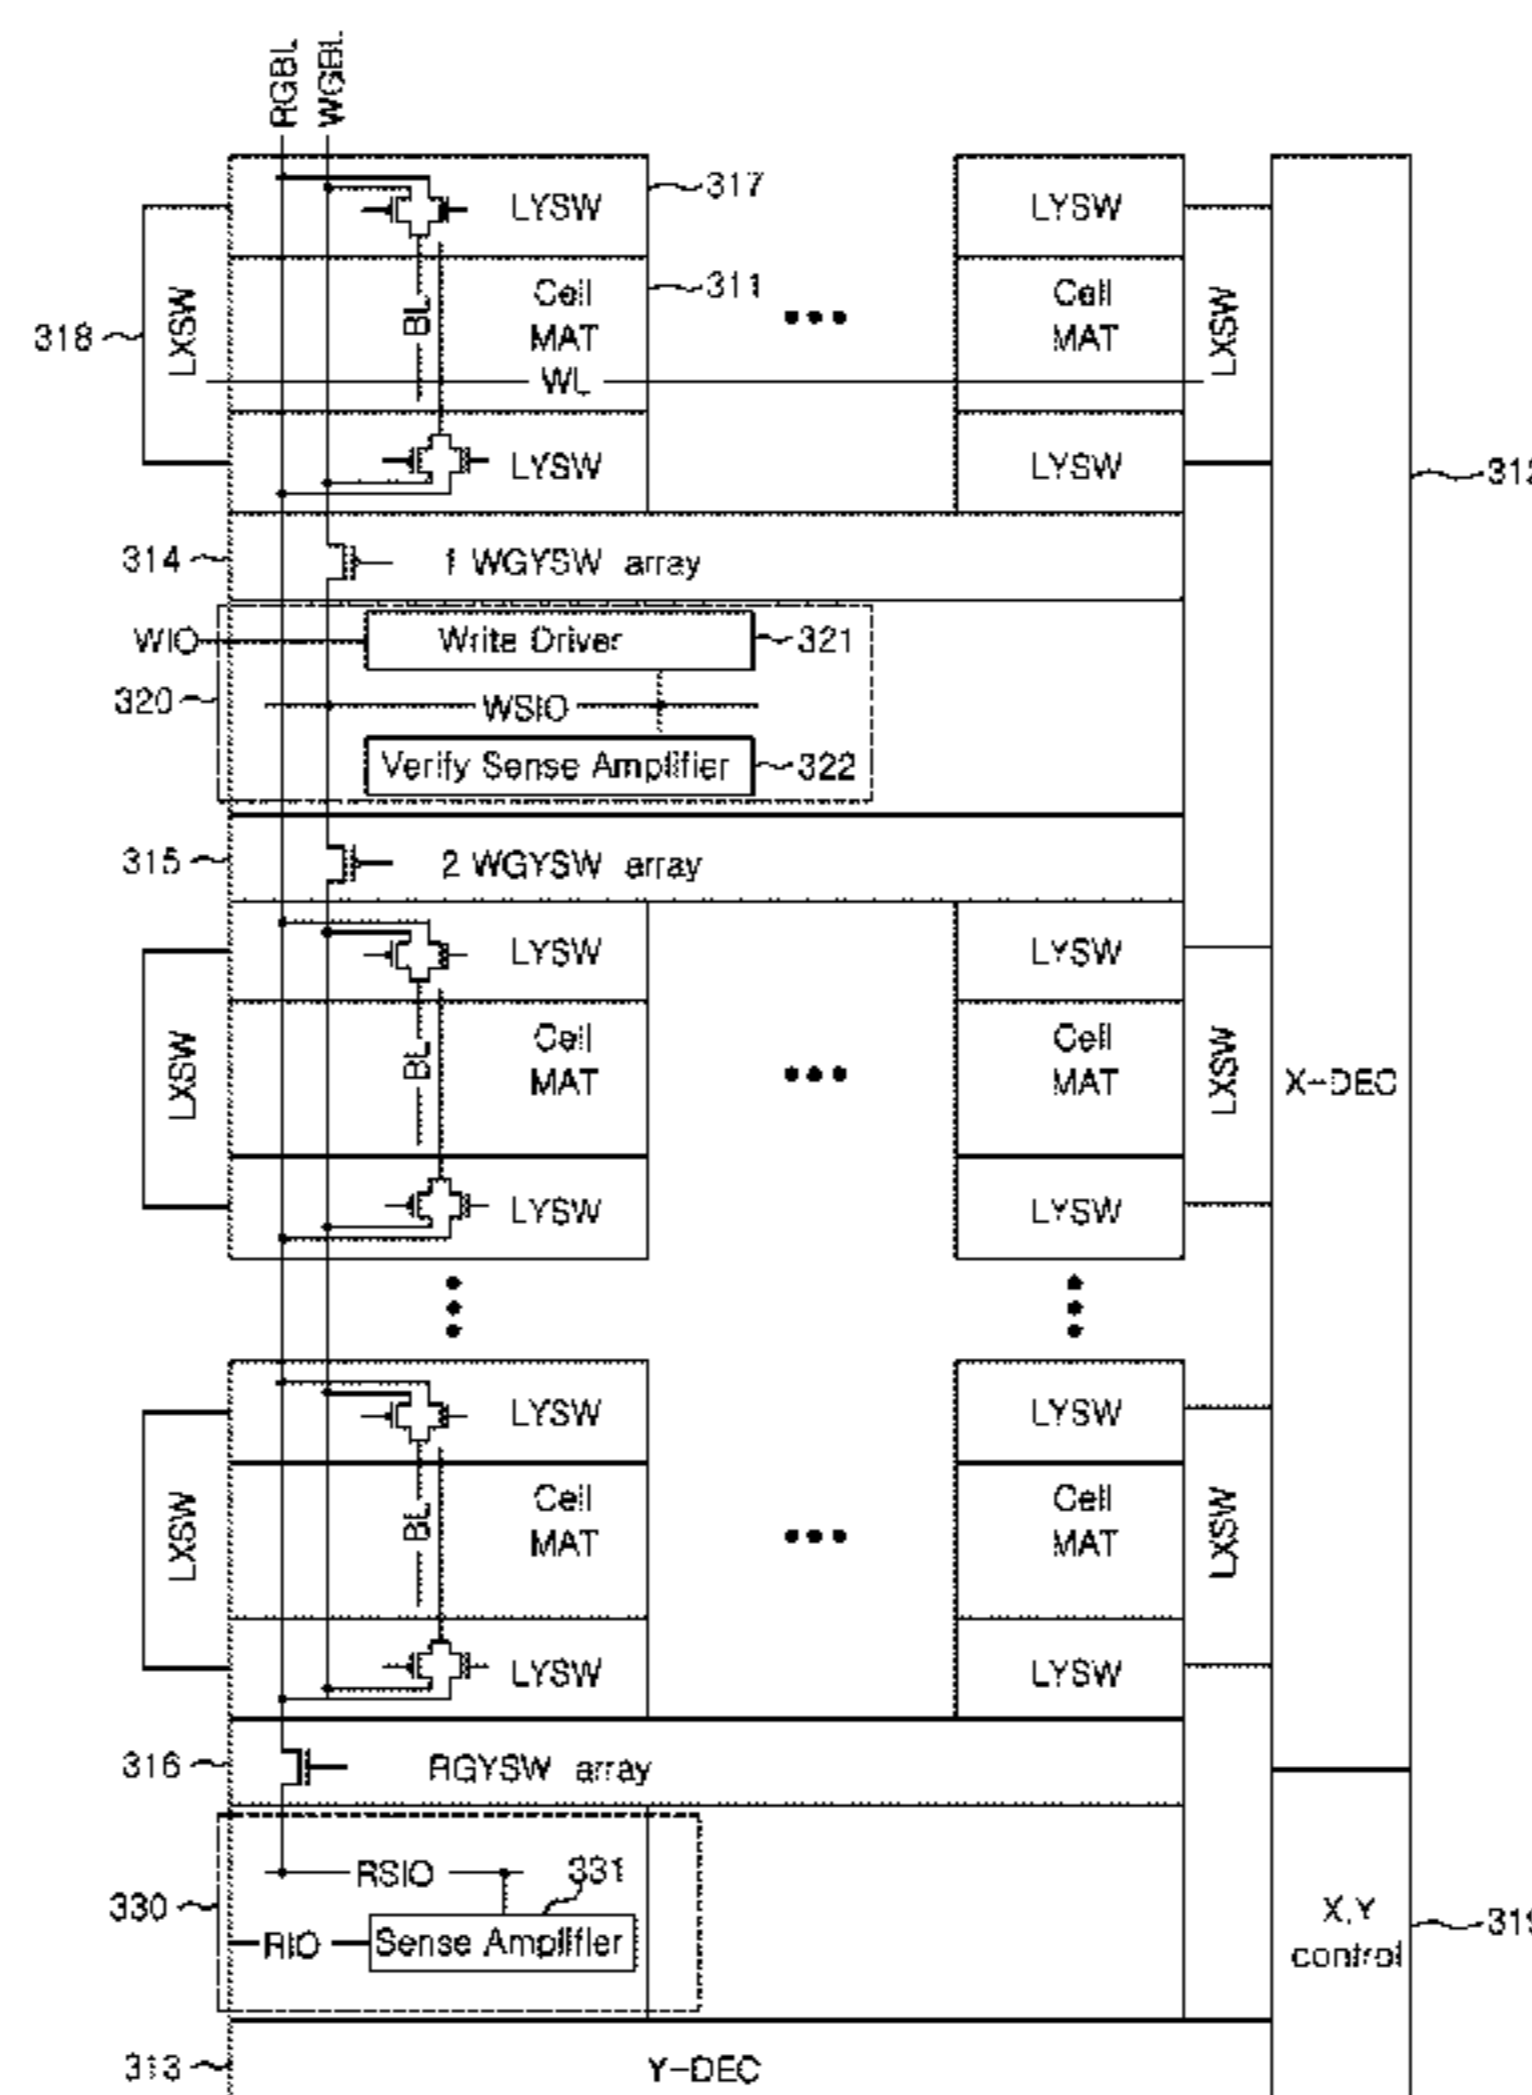 RGBL
WGBL
LYSW
317
LYSW
LXSW
318
BL
Cell
MAT
311
Cell
MAT
LXSW
WL
LYSW
LYSW
312
314
1 WGYSW array
WIO
Write Driver
321
320
WSIO
Verify Sense Amplifier
322
315
2 WGYSW array
LYSW
LYSW
LXSW
BL
Cell
MAT
Cell
MAT
LXSW
X-DEC
LYSW
LYSW
LYSW
LYSW
LXSW
BL
Cell
MAT
Cell
MAT
LXSW
LYSW
LYSW
316
RGYSW array
RSIO
331
330
RIO
Sense Amplifier
X,Y
control
319
313
Y-DEC